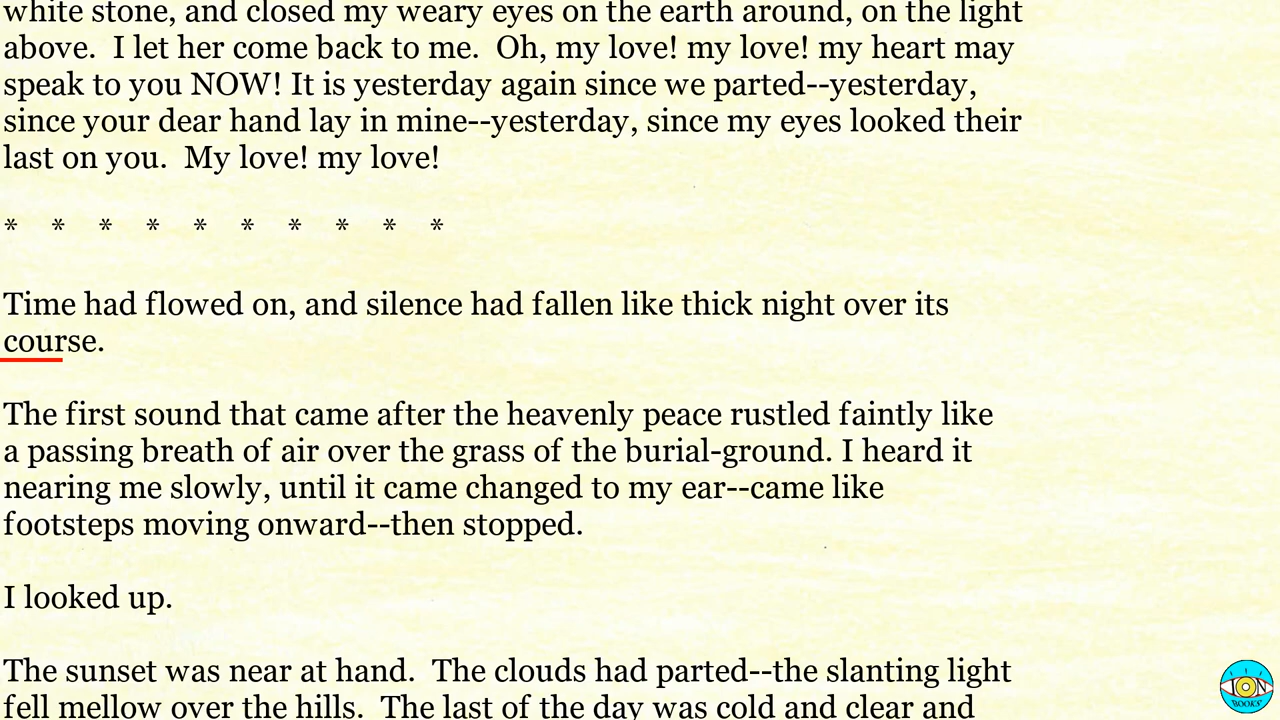 white stone, and closed my weary eyes on the earth around, on the light
above.  I let her come back to me.  Oh, my love! my love! my heart may
speak to you NOW! It is yesterday again since we parted--yesterday,
since your dear hand lay in mine--yesterday, since my eyes looked their
last on you.  My love! my love!
* * * * * * * * * *
Time had flowed on, and silence had fallen like thick night over its
course.
The first sound that came after the heavenly peace rustled faintly like
a passing breath of air over the grass of the burial-ground. I heard it
nearing me slowly, until it came changed to my ear--came like
footsteps moving onward--then stopped.
I looked up.
The sunset was near at hand.  The clouds had parted--the slanting light
fell mellow over the hills.  The last of the day was cold and clear and
ION
BOOKS